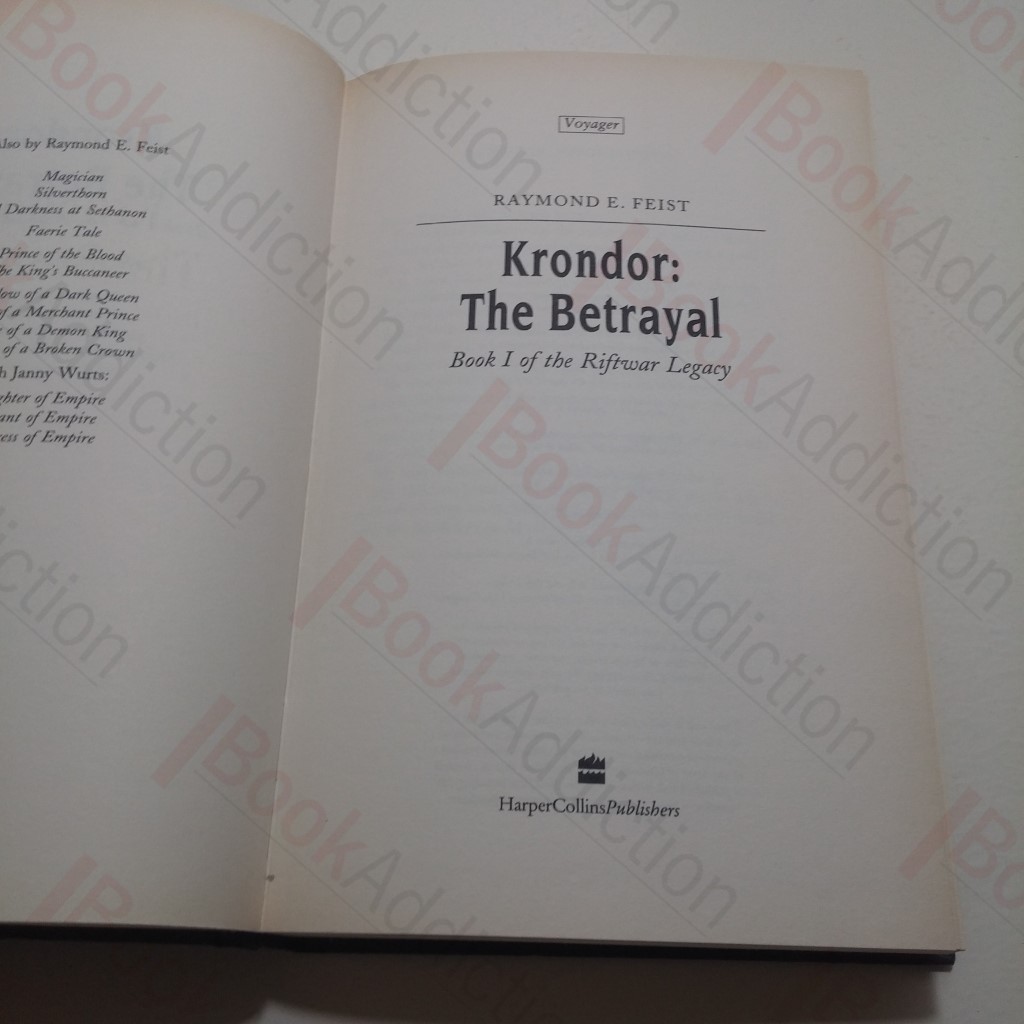 Also by Raymond E. Feist
Magician
Silverthorn
Darkness at Sethanon
Faerie Tale
Prince of the Blood
King's Buccaneer
of a Dark Queen
of a Merchant Prince
of a Demon King
of a Broken Crown
Janny Wurts:
of Empire
of Empire
of Empire
Voyager
RAYMOND E. FEIST
Krondor:
The Betrayal
Book I of the Riftwar Legacy
HarperCollinsPublishers
BookAddiction